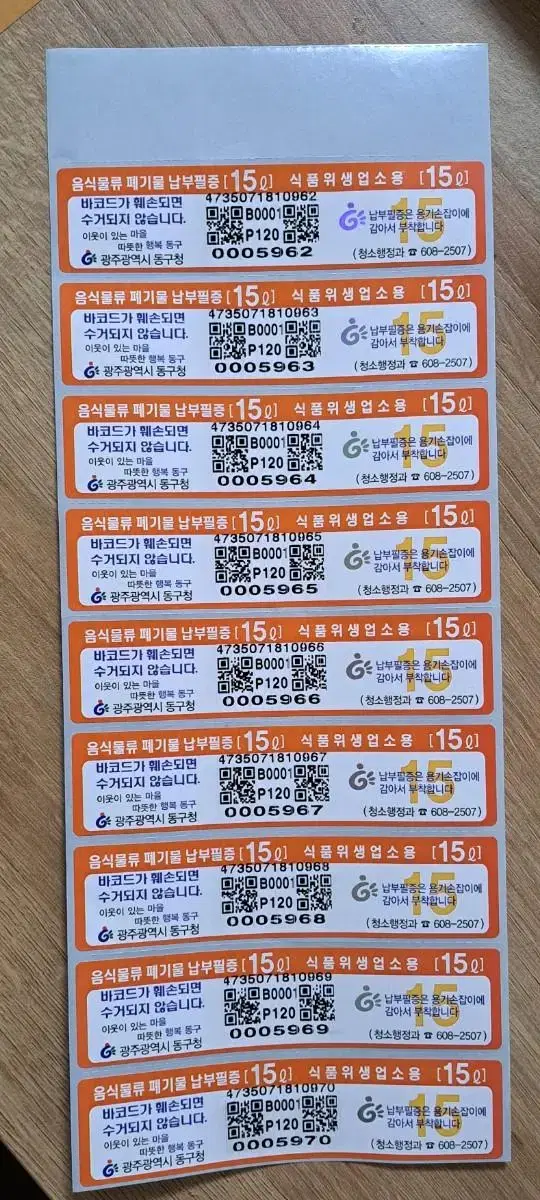 음식물류 폐기물 납부필증 [15ℓ] 식품위생업소용 [15ℓ]
4735071810962
바코드가 훼손되면
수거되지 않습니다.
이웃이 있는 마을
따뜻한 행복 동구
광주광역시 동구청
B0001
P120
0005962
15
납부필증은 용기손잡이에
감아서 부착합니다
(청소행정과 ☎ 608-2507)
음식물류 폐기물 납부필증 [15ℓ] 식품위생업소용 [15ℓ]
4735071810963
바코드가 훼손되면
수거되지 않습니다.
이웃이 있는 마을
따뜻한 행복 동구
광주광역시 동구청
B0001
P120
0005963
15
납부필증은 용기손잡이에
감아서 부착합니다
(청소행정과 ☎ 608-2507)
음식물류 폐기물 납부필증 [15ℓ] 식품위생업소용 [15ℓ]
4735071810964
바코드가 훼손되면
수거되지 않습니다.
이웃이 있는 마을
따뜻한 행복 동구
광주광역시 동구청
B0001
P120
0005964
15
납부필증은 용기손잡이에
감아서 부착합니다
(청소행정과 ☎ 608-2507)
음식물류 폐기물 납부필증 [15ℓ] 식품위생업소용 [15ℓ]
4735071810965
바코드가 훼손되면
수거되지 않습니다.
이웃이 있는 마을
따뜻한 행복 동구
광주광역시 동구청
B0001
P120
0005965
15
납부필증은 용기손잡이에
감아서 부착합니다
(청소행정과 ☎ 608-2507)
음식물류 폐기물 납부필증 [15ℓ] 식품위생업소용 [15ℓ]
4735071810966
바코드가 훼손되면
수거되지 않습니다.
이웃이 있는 마을
따뜻한 행복 동구
광주광역시 동구청
B0001
P120
0005966
15
납부필증은 용기손잡이에
감아서 부착합니다
(청소행정과 ☎ 608-2507)
음식물류 폐기물 납부필증 [15ℓ] 식품위생업소용 [15ℓ]
4735071810967
바코드가 훼손되면
수거되지 않습니다.
이웃이 있는 마을
따뜻한 행복 동구
광주광역시 동구청
B0001
P120
0005967
15
납부필증은 용기손잡이에
감아서 부착합니다
(청소행정과 ☎ 608-2507)
음식물류 폐기물 납부필증 [15ℓ] 식품위생업소용 [15ℓ]
4735071810968
바코드가 훼손되면
수거되지 않습니다.
이웃이 있는 마을
따뜻한 행복 동구
광주광역시 동구청
B0001
P120
0005968
15
납부필증은 용기손잡이에
감아서 부착합니다
(청소행정과 ☎ 608-2507)
음식물류 폐기물 납부필증 [15ℓ] 식품위생업소용 [15ℓ]
4735071810969
바코드가 훼손되면
수거되지 않습니다.
이웃이 있는 마을
따뜻한 행복 동구
광주광역시 동구청
B0001
P120
0005969
15
납부필증은 용기손잡이에
감아서 부착합니다
(청소행정과 ☎ 608-2507)
음식물류 폐기물 납부필증 [15ℓ] 식품위생업소용 [15ℓ]
4735071810970
바코드가 훼손되면
수거되지 않습니다.
이웃이 있는 마을
따뜻한 행복 동구
광주광역시 동구청
B0001
P120
0005970
15
납부필증은 용기손잡이에
감아서 부착합니다
(청소행정과 ☎ 608-2507)